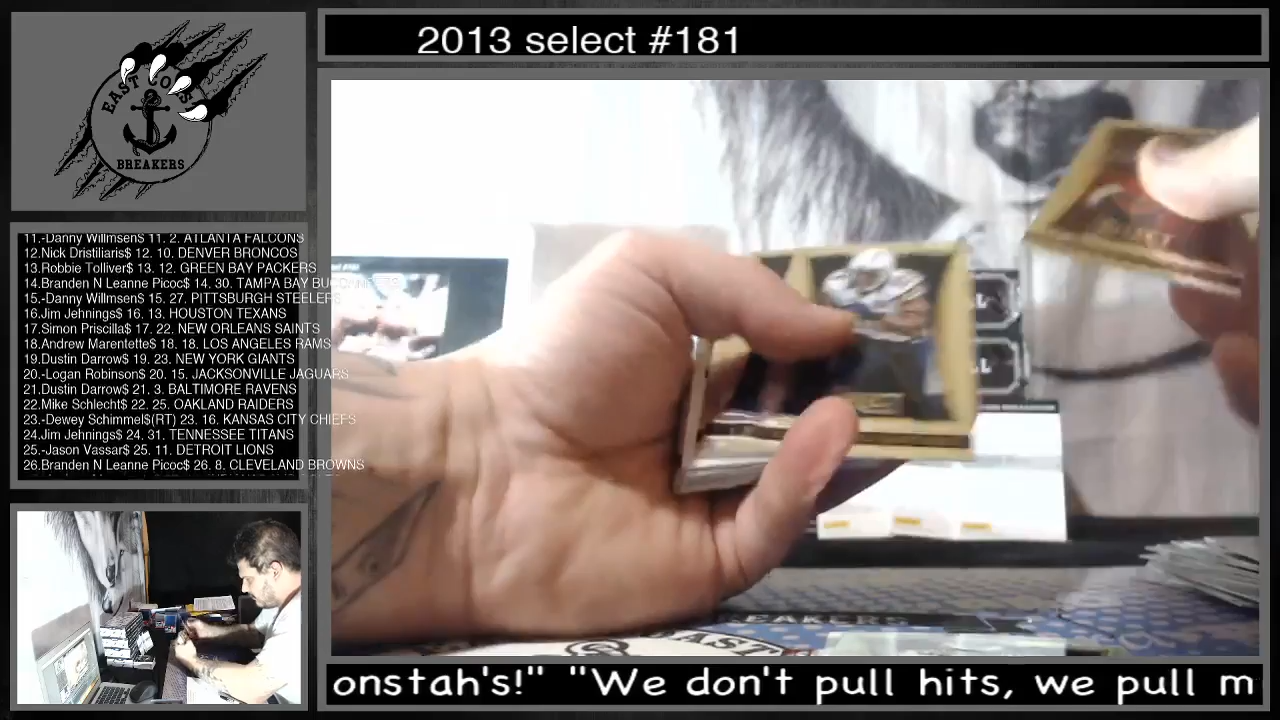 2013 select #181
EAST COAST
BREAKERS
11.-Danny Willmsen$ 11. 2. ATLANTA FALCONS
12.Nick Dristiliaris$ 12. 10. DENVER BRONCOS
13.Robbie Tolliver$ 13. 12. GREEN BAY PACKERS
14.Branden N Leanne Picoc$ 14. 30. TAMPA BAY BUCCANEERS
15.-Danny Willmsen$ 15. 27. PITTSBURGH STEELERS
16.Jim Jehnings$ 16. 13. HOUSTON TEXANS
17.Simon Priscilla$ 17. 22. NEW ORLEANS SAINTS
18.Andrew Marentette$ 18. 18. LOS ANGELES RAMS
19.Dustin Darrow$ 19. 23. NEW YORK GIANTS
20.-Logan Robinson$ 20. 15. JACKSONVILLE JAGUARS
21.Dustin Darrow$ 21. 3. BALTIMORE RAVENS
22.Mike Schlecht$ 22. 25. OAKLAND RAIDERS
23.-Dewey Schimmel$(RT) 23. 16. KANSAS CITY CHIEFS
24.Jim Jehnings$ 24. 31. TENNESSEE TITANS
25.-Jason Vassar$ 25. 11. DETROIT LIONS
26.Branden N Leanne Picoc$ 26. 8. CLEVELAND BROWNS
onstah's!" "We don't pull hits, we pull m